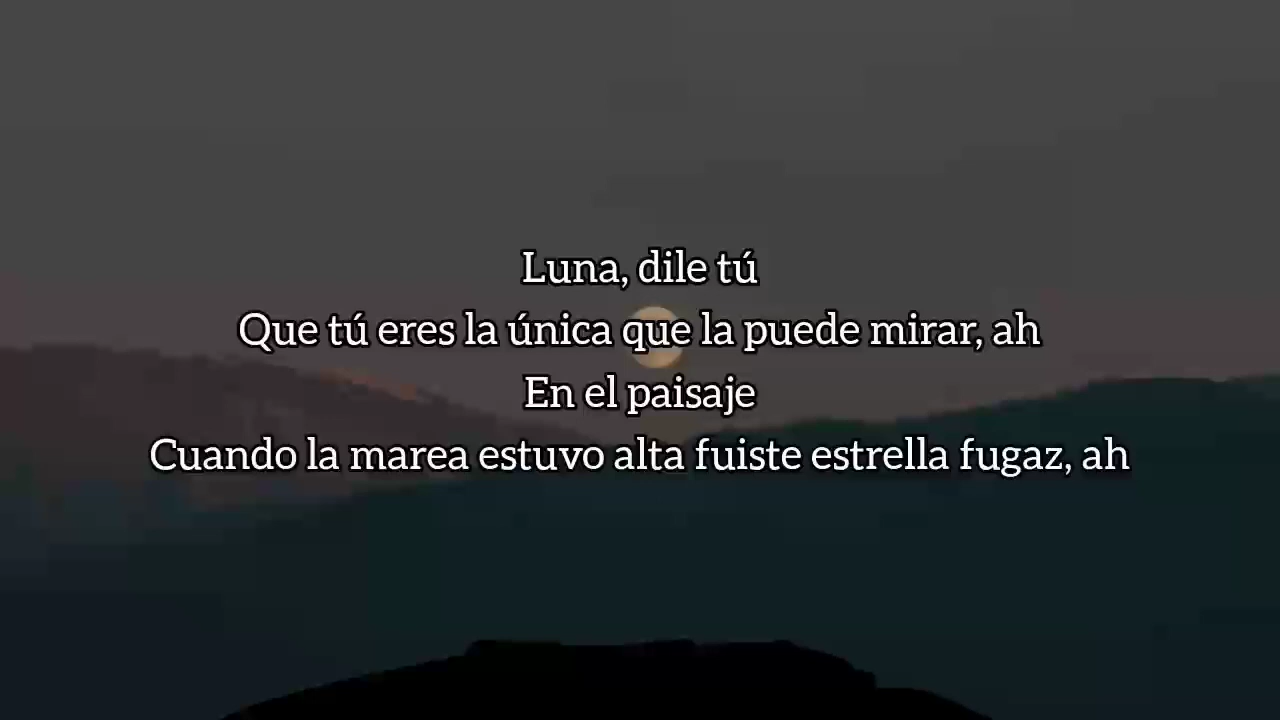 Luna, dile tú
Que tú eres la única que la puede mirar, ah
En el paisaje
Cuando la marea estuvo alta fuiste estrella fugaz, ah